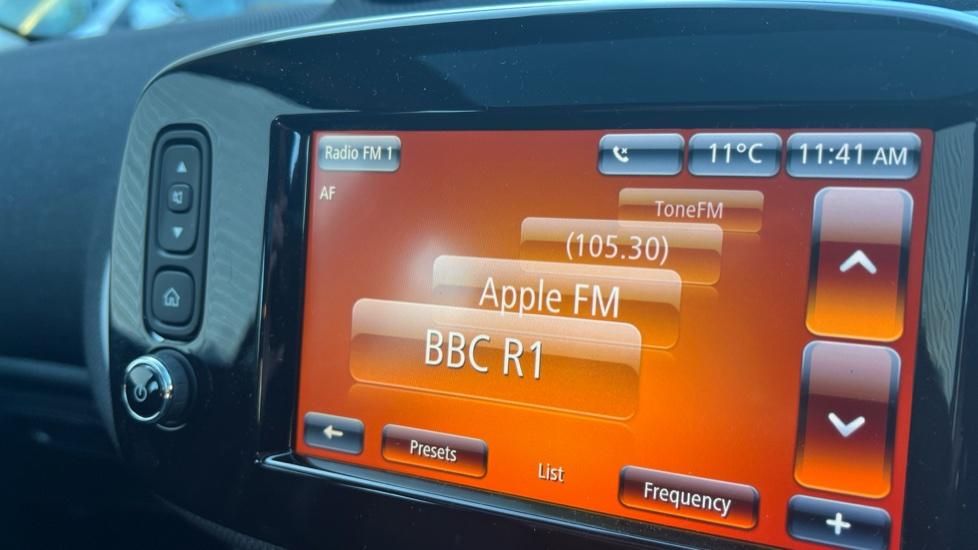 Radio FM 1
11°C
11:41 AM
AF
ToneFM
(105.30)
Apple FM
BBC R1
Presets
List
Frequency